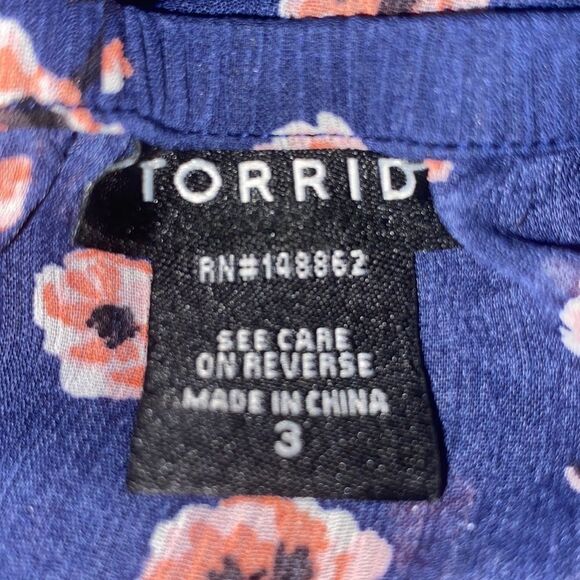 TORRID
RN#148862
SEE CARE
ON REVERSE
MADE IN CHINA
3